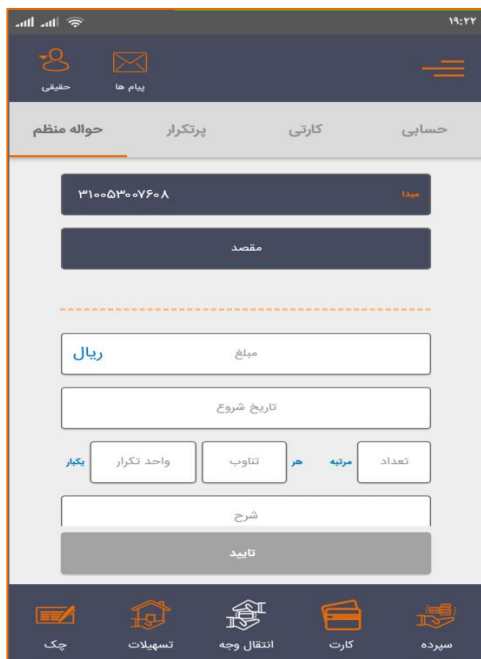 ۱۹:۲۲
پیام ها
حقیقی
حسابی کارتی پرتکرار حواله منظم
مبدا ۳۱۰۰۵۳۰۰۷۶۰۸
مقصد
مبلغ ریال
تاریخ شروع
تعداد مرتبه هر تناوب واحد تکرار یکبار
شرح
تایید
سپرده کارت انتقال وجه تسهیلات چک